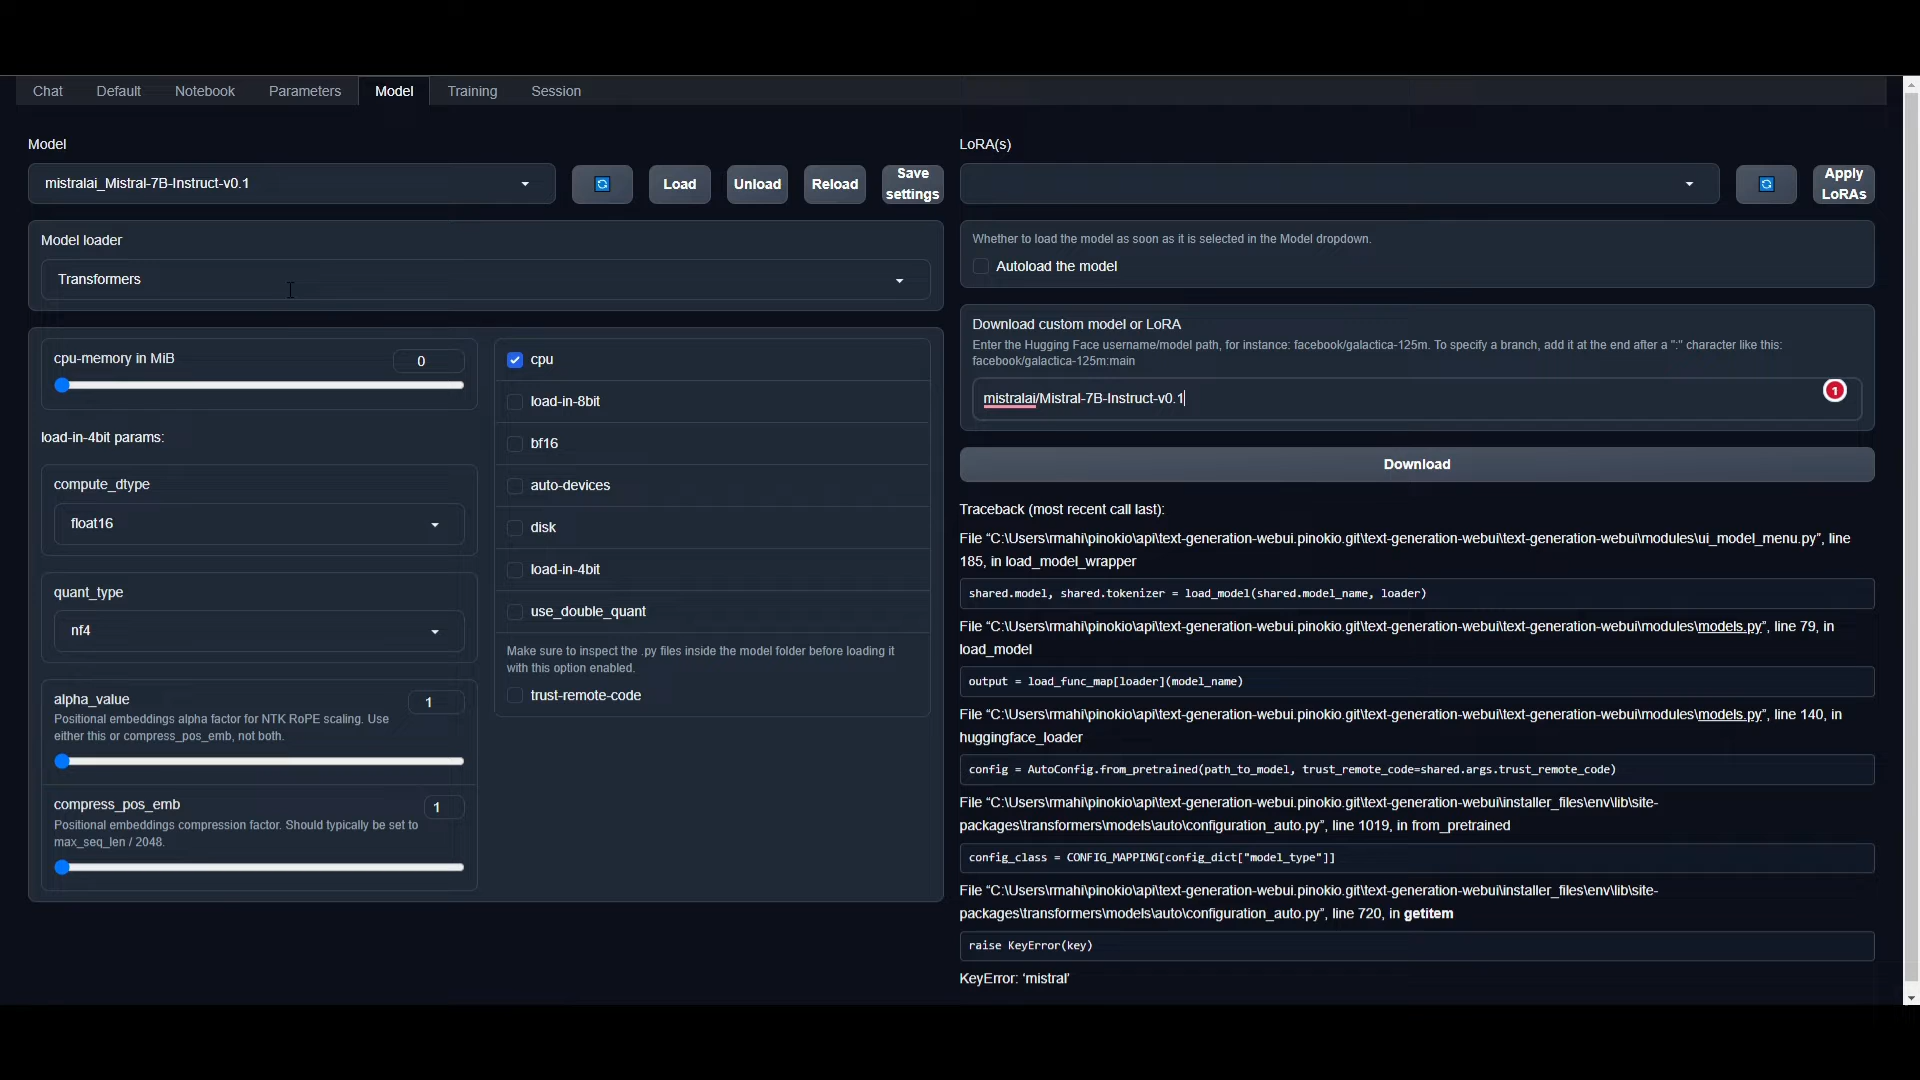 Chat Default Notebook Parameters Model Training Session
Model
mistralai_Mistral-7B-Instruct-v0.1
Load
Unload
Reload
Save
settings
Model loader
Transformers
cpu-memory in MiB
0
load-in-4bit params:
compute_dtype
float16
quant_type
nf4
alpha_value
1
Positional embeddings alpha factor for NTK RoPE scaling. Use
either this or compress_pos_emb, not both.
compress_pos_emb
1
Positional embeddings compression factor. Should typically be set to
max_seq_len / 2048.
cpu
load-in-8bit
bf16
auto-devices
disk
load-in-4bit
use_double_quant
Make sure to inspect the .py files inside the model folder before loading it
with this option enabled.
trust-remote-code
LoRA(s)
Apply
LoRAs
Whether to load the model as soon as it is selected in the Model dropdown.
Autoload the model
Download custom model or LoRA
Enter the Hugging Face username/model path, for instance: facebook/galactica-125m. To specify a branch, add it at the end after a ":" character like this:
facebook/galactica-125m:main
mistralai/Mistral-7B-Instruct-v0.1
1
Download
Traceback (most recent call last):
File “C:\Users\rmahi\pinokio\api\text-generation-webui.pinokio.git\text-generation-webui\text-generation-webui\modules\ui_model_menu.py”, line
185, in load_model_wrapper
shared.model, shared.tokenizer = load_model(shared.model_name, loader)
File “C:\Users\rmahi\pinokio\api\text-generation-webui.pinokio.git\text-generation-webui\text-generation-webui\modules\models.py”, line 79, in
load_model
output = load_func_map[loader](model_name)
File “C:\Users\rmahi\pinokio\api\text-generation-webui.pinokio.git\text-generation-webui\text-generation-webui\modules\models.py”, line 140, in
huggingface_loader
config = AutoConfig.from_pretrained(path_to_model, trust_remote_code=shared.args.trust_remote_code)
File “C:\Users\rmahi\pinokio\api\text-generation-webui.pinokio.git\text-generation-webui\installer_files\env\lib\site-
packages\transformers\models\auto\configuration_auto.py”, line 1019, in from_pretrained
config_class = CONFIG_MAPPING[config_dict["model_type"]]
File “C:\Users\rmahi\pinokio\api\text-generation-webui.pinokio.git\text-generation-webui\installer_files\env\lib\site-
packages\transformers\models\auto\configuration_auto.py”, line 720, in getitem
raise KeyError(key)
KeyError: ‘mistral’